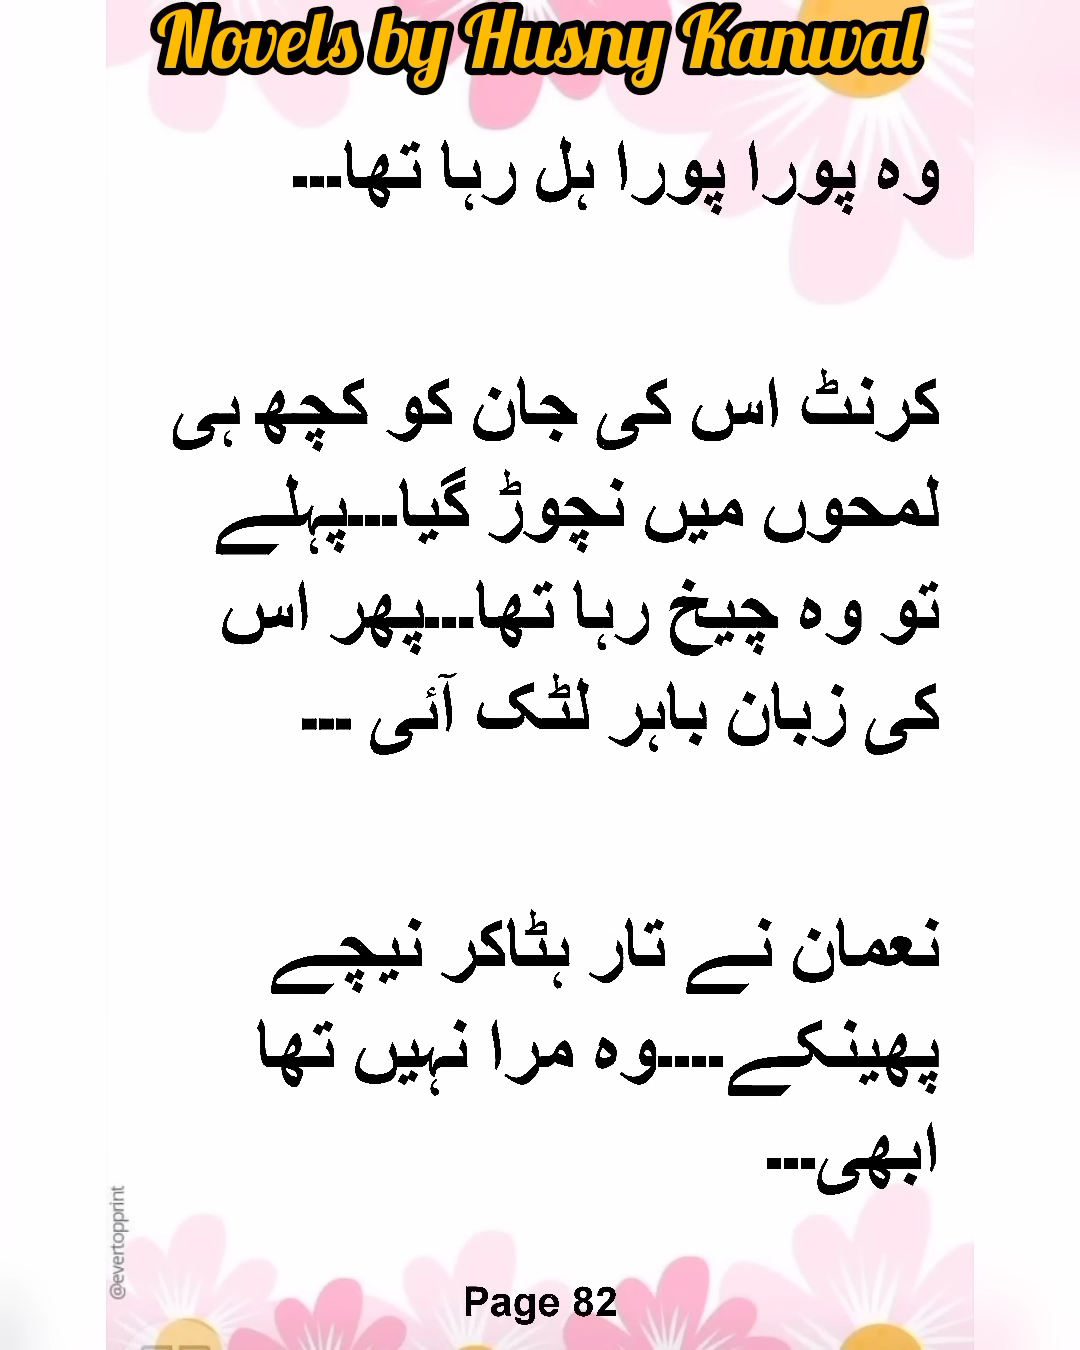 Novels by Husny Kanwal
وہ پورا پورا ہل رہا تھا۔۔۔
کرنٹ اس کی جان کو کچھ ہی
لمحوں میں نچوڑ گیا۔۔۔پہلے
تو وہ چیخ رہا تھا۔۔۔پھر اس
کی زبان باہر لٹک آئی ۔۔۔
نعمان نے تار ہٹاکر نیچے
پھینکے۔۔۔۔وہ مرا نہیں تھا
ابھی۔۔۔
@evertopprint
Page 82